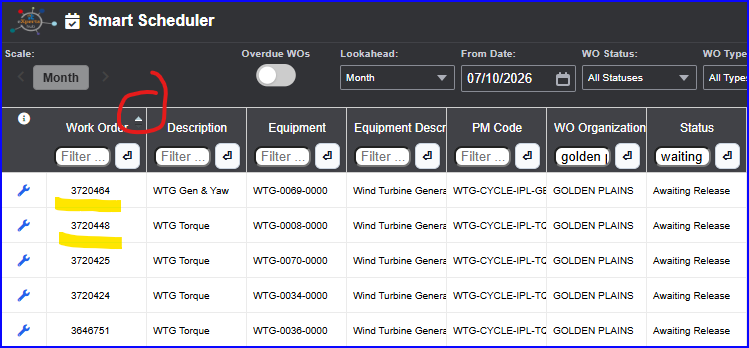 Smart Scheduler
Scale:
Overdue WOs
Lookahead:
From Date:
WO Status:
WO Type
Month
Month
07/10/2026
All Statuses
All Types
Work Order
Description
Equipment
Equipment Descr
PM Code
WO Organization
Status
Filter ...
Filter ...
Filter ...
Filter ...
Filter ...
golden p
waiting
3720464 WTG Gen & Yaw WTG-0069-0000 Wind Turbine Genera WTG-CYCLE-IPL-GE GOLDEN PLAINS Awaiting Release
3720448 WTG Torque WTG-0008-0000 Wind Turbine Genera WTG-CYCLE-IPL-TQ GOLDEN PLAINS Awaiting Release
3720425 WTG Torque WTG-0070-0000 Wind Turbine Genera WTG-CYCLE-IPL-TQ GOLDEN PLAINS Awaiting Release
3720424 WTG Torque WTG-0034-0000 Wind Turbine Genera WTG-CYCLE-IPL-TQ GOLDEN PLAINS Awaiting Release
3646751 WTG Torque WTG-0036-0000 Wind Turbine Genera WTG-CYCLE-IPL-TQ GOLDEN PLAINS Awaiting Release